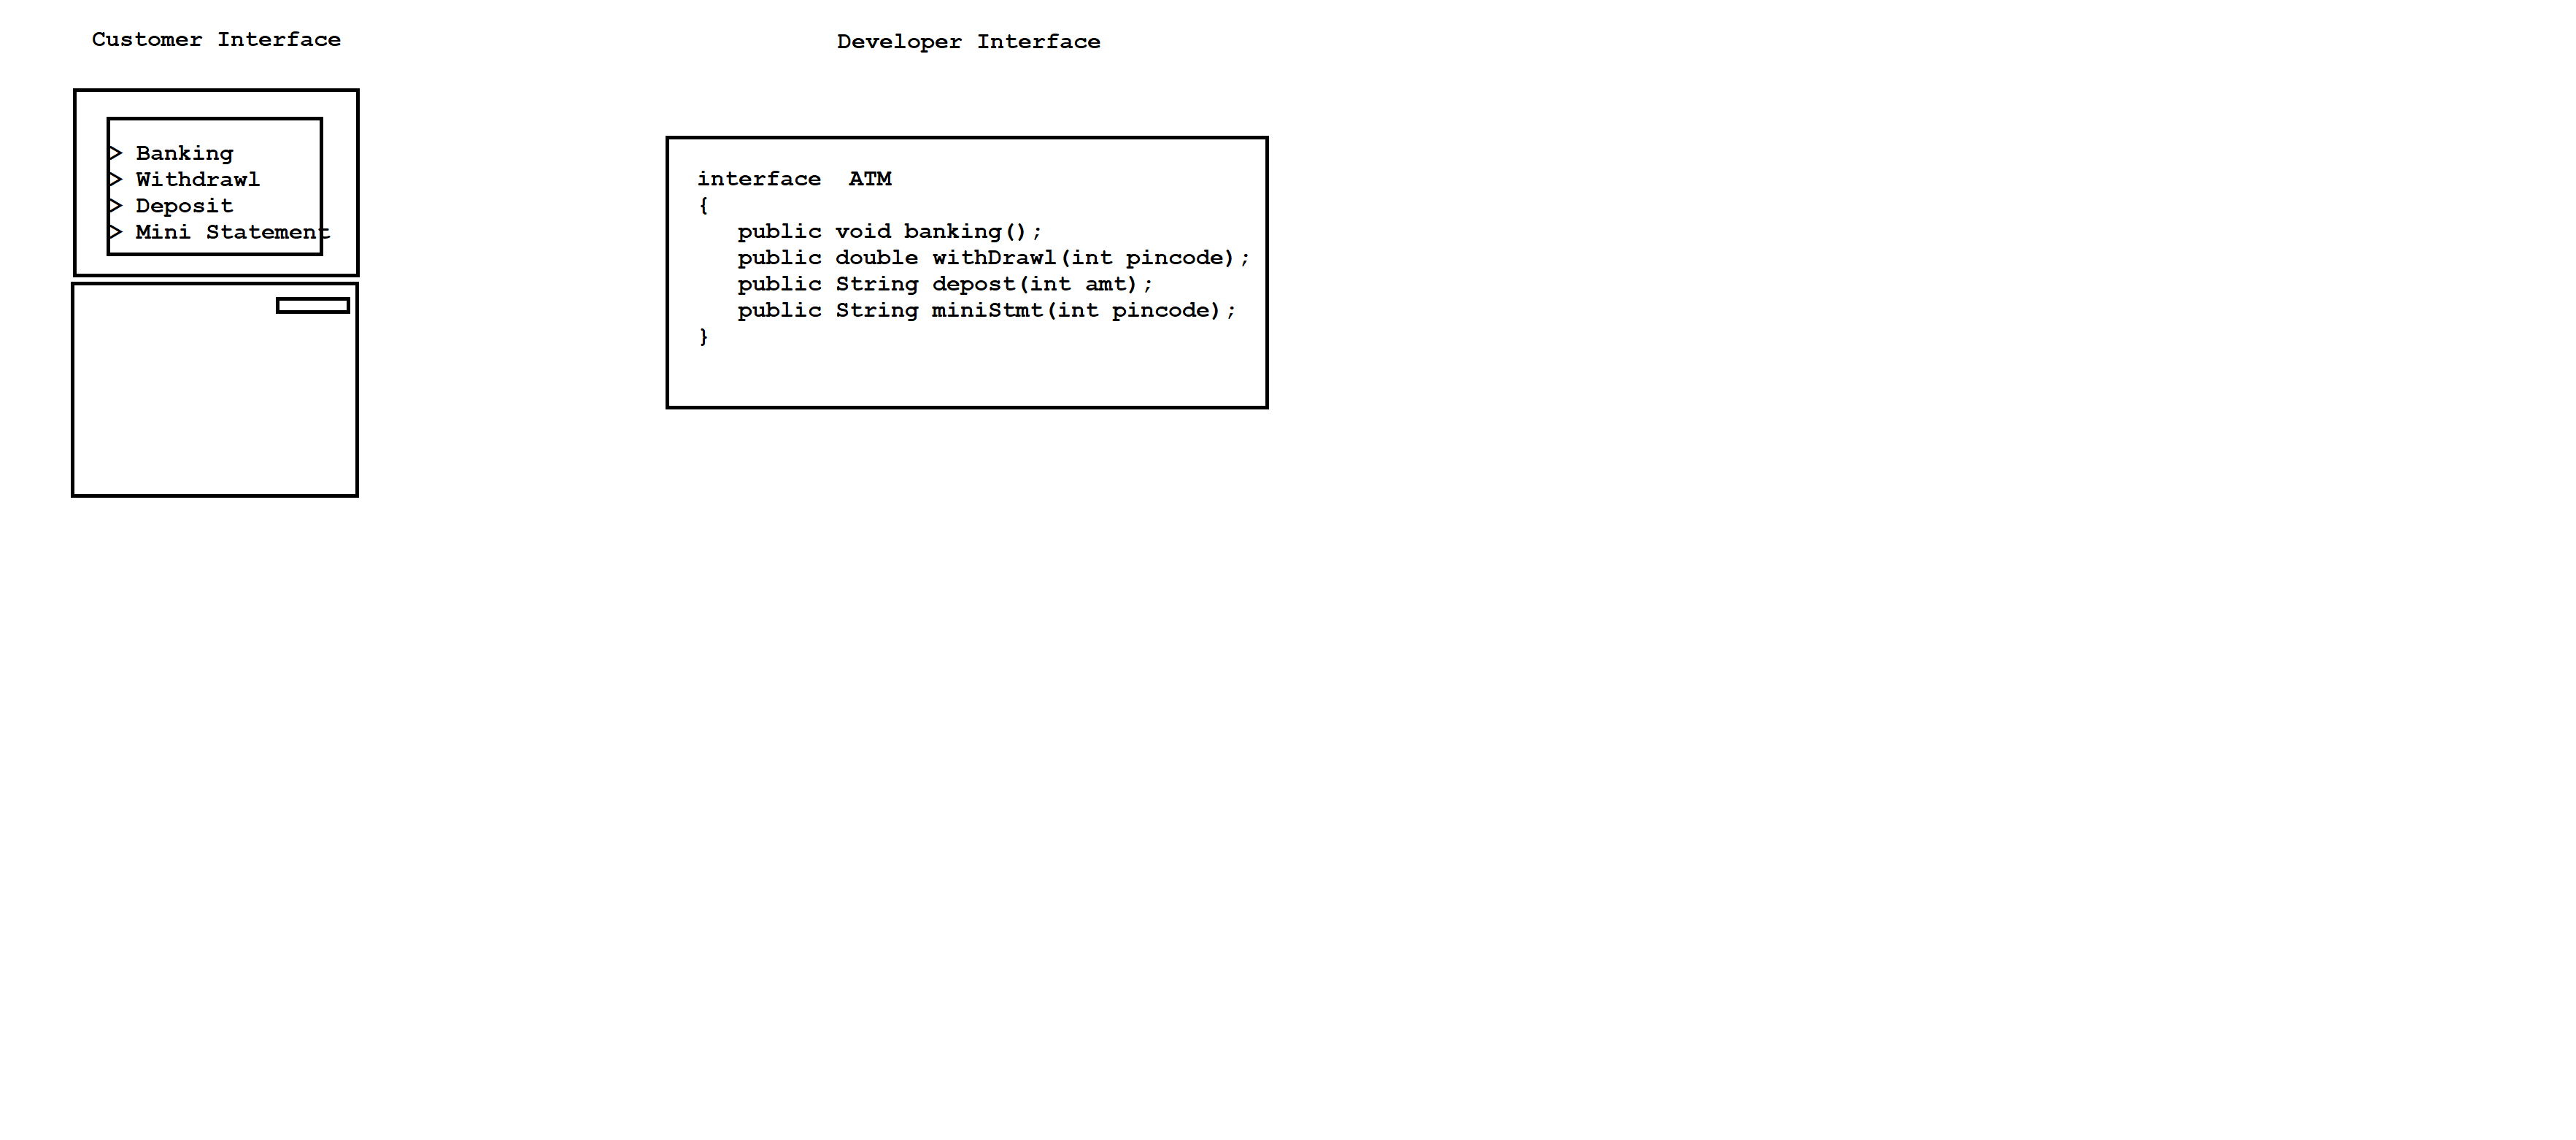 Customer Interface
> Banking
> Withdrawl
> Deposit
> Mini Statement
Developer Interface
interface  ATM
{
   public void banking();
   public double withDrawl(int pincode);
   public String depost(int amt);
   public String miniStmt(int pincode);
}